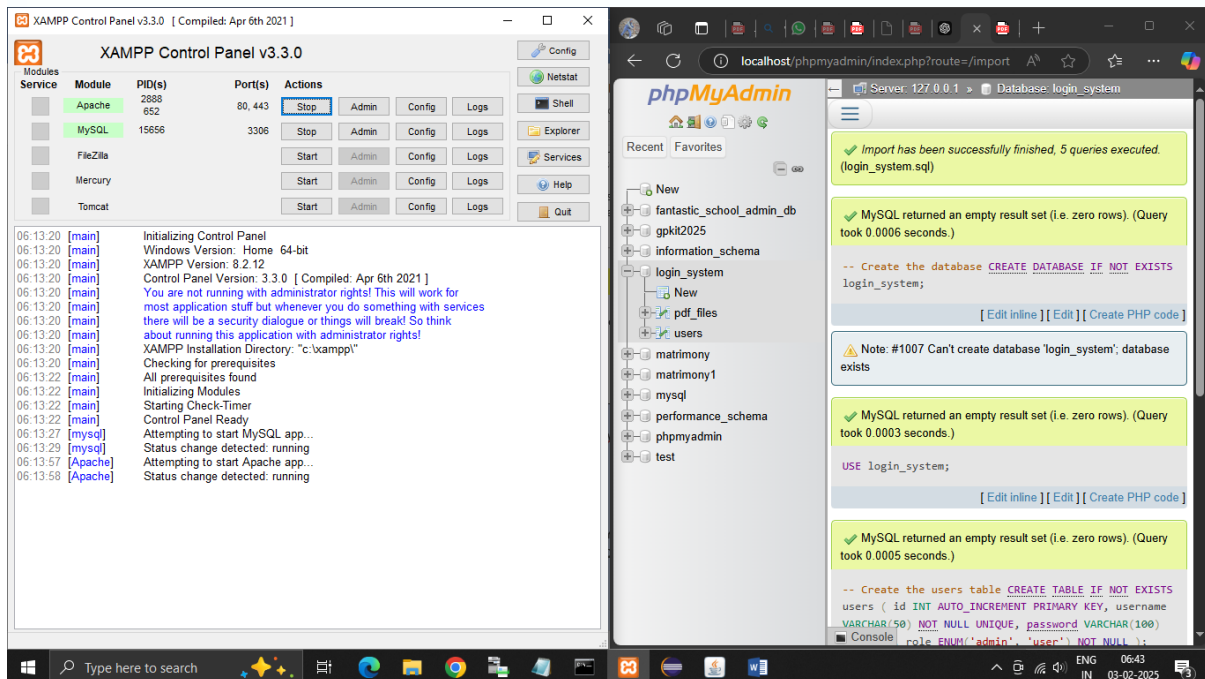 XAMPP Control Panel v3.3.0 [ Compiled: Apr 6th 2021 ]
XAMPP Control Panel v3.3.0
Config
Modules
Service Module PID(s) Port(s) Actions
Netstat
Apache 2888 652 80, 443 Stop Admin Config Logs
Shell
MySQL 15656 3306 Stop Admin Config Logs
Explorer
FileZilla Start Admin Config Logs
Services
Mercury Start Admin Config Logs
Help
Tomcat Start Admin Config Logs
Quit
06:13:20 [main] Initializing Control Panel
06:13:20 [main] Windows Version: Home 64-bit
06:13:20 [main] XAMPP Version: 8.2.12
06:13:20 [main] Control Panel Version: 3.3.0 [ Compiled: Apr 6th 2021 ]
06:13:20 [main] You are not running with administrator rights! This will work for
06:13:20 [main] most application stuff but whenever you do something with services
06:13:20 [main] there will be a security dialogue or things will break! So think
06:13:20 [main] about running this application with administrator rights!
06:13:20 [main] XAMPP Installation Directory: "c:\xampp\"
06:13:20 [main] Checking for prerequisites
06:13:22 [main] All prerequisites found
06:13:22 [main] Initializing Modules
06:13:22 [main] Starting Check-Timer
06:13:22 [main] Control Panel Ready
06:13:27 [mysql] Attempting to start MySQL app...
06:13:29 [mysql] Status change detected: running
06:13:57 [Apache] Attempting to start Apache app...
06:13:58 [Apache] Status change detected: running
localhost/phpmyadmin/index.php?route=/import
phpMyAdmin
Recent Favorites
New
fantastic_school_admin_db
gpkit2025
information_schema
login_system
New
pdf_files
users
matrimony
matrimony1
mysql
performance_schema
phpmyadmin
test
Server: 127.0.0.1 » Database: login_system
Import has been successfully finished, 5 queries executed.
(login_system.sql)
MySQL returned an empty result set (i.e. zero rows). (Query
took 0.0006 seconds.)
-- Create the database CREATE DATABASE IF NOT EXISTS
login_system;
[ Edit inline ] [ Edit ] [ Create PHP code ]
Note: #1007 Can't create database 'login_system'; database
exists
MySQL returned an empty result set (i.e. zero rows). (Query
took 0.0003 seconds.)
USE login_system;
[ Edit inline ] [ Edit ] [ Create PHP code ]
MySQL returned an empty result set (i.e. zero rows). (Query
took 0.0005 seconds.)
-- Create the users table CREATE TABLE IF NOT EXISTS
users ( id INT AUTO_INCREMENT PRIMARY KEY, username
VARCHAR(50) NOT NULL UNIQUE, password VARCHAR(100)
role ENUM('admin', 'user') NOT NULL );
Console
Type here to search
ENG
IN
06:43
03-02-2025
3